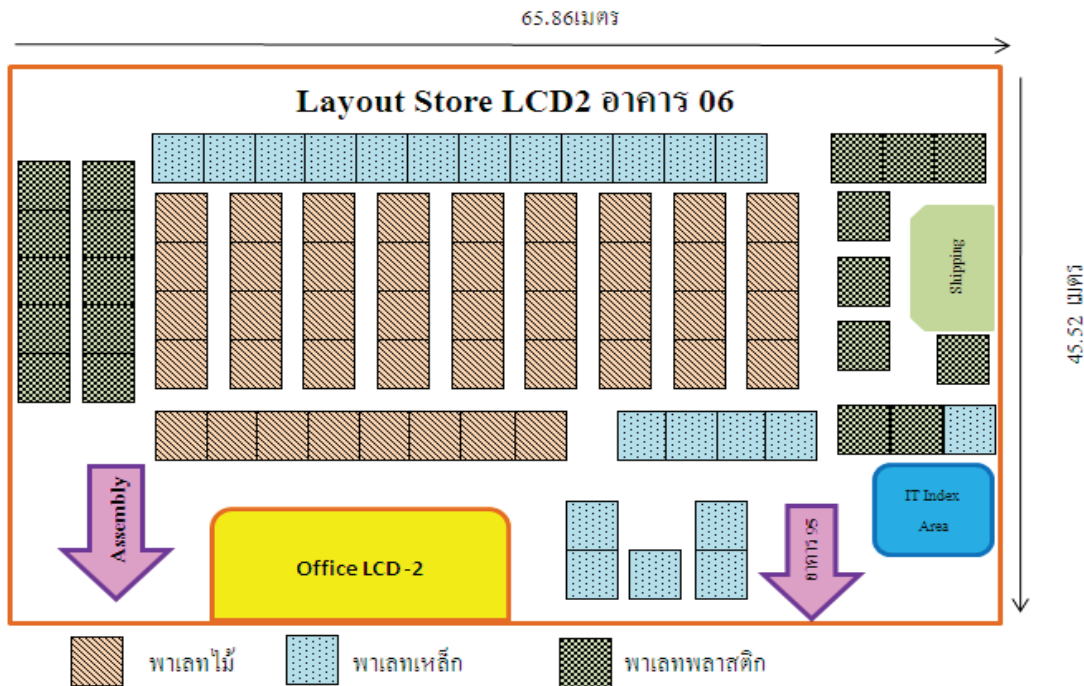 65.86เมตร
Layout Store LCD2 อาคาร 06
Shipping
45.52 เมตร
Assembly
Office LCD -2
อาคาร 95
IT Index
Area
พาเลทไม้
พาเลทเหล็ก
พาเลทพลาสติก